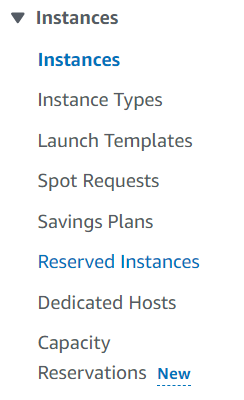 Instances
Instances
Instance Types
Launch Templates
Spot Requests
Savings Plans
Reserved Instances
Dedicated Hosts
Capacity
Reservations New